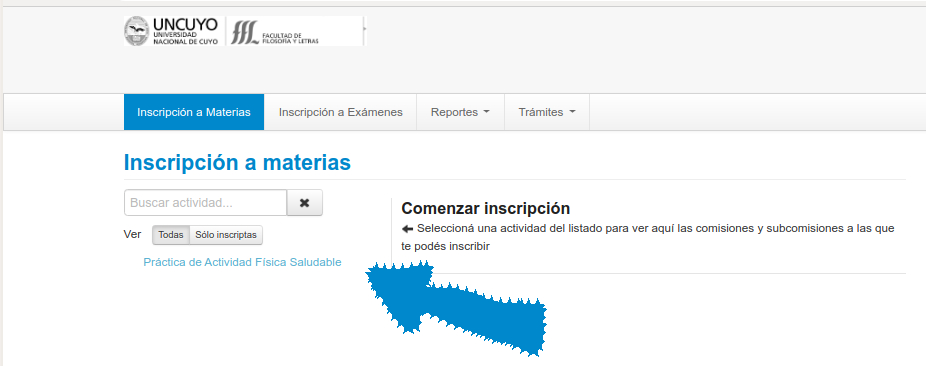 UNCUYO
UNIVERSIDAD
NACIONAL DE CUYO
FACULTAD DE
FILOSOFÍA Y LETRAS
Inscripción a Materias
Inscripción a Exámenes
Reportes
Trámites
Inscripción a materias
Buscar actividad...
Ver
Todas
Sólo inscriptas
Práctica de Actividad Física Saludable
Comenzar inscripción
Seleccioná una actividad del listado para ver aquí las comisiones y subcomisiones a las que
te podés inscribir